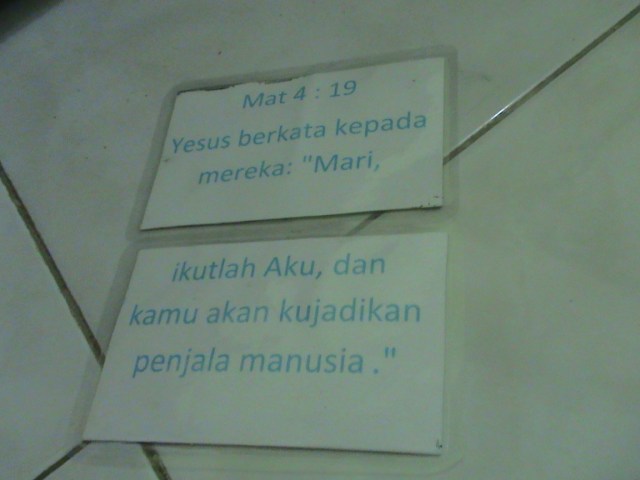 Mat 4 : 19
Yesus berkata kepada
mereka: "Mari,
ikutlah Aku, dan
kamu akan kujadikan
penjala manusia ."